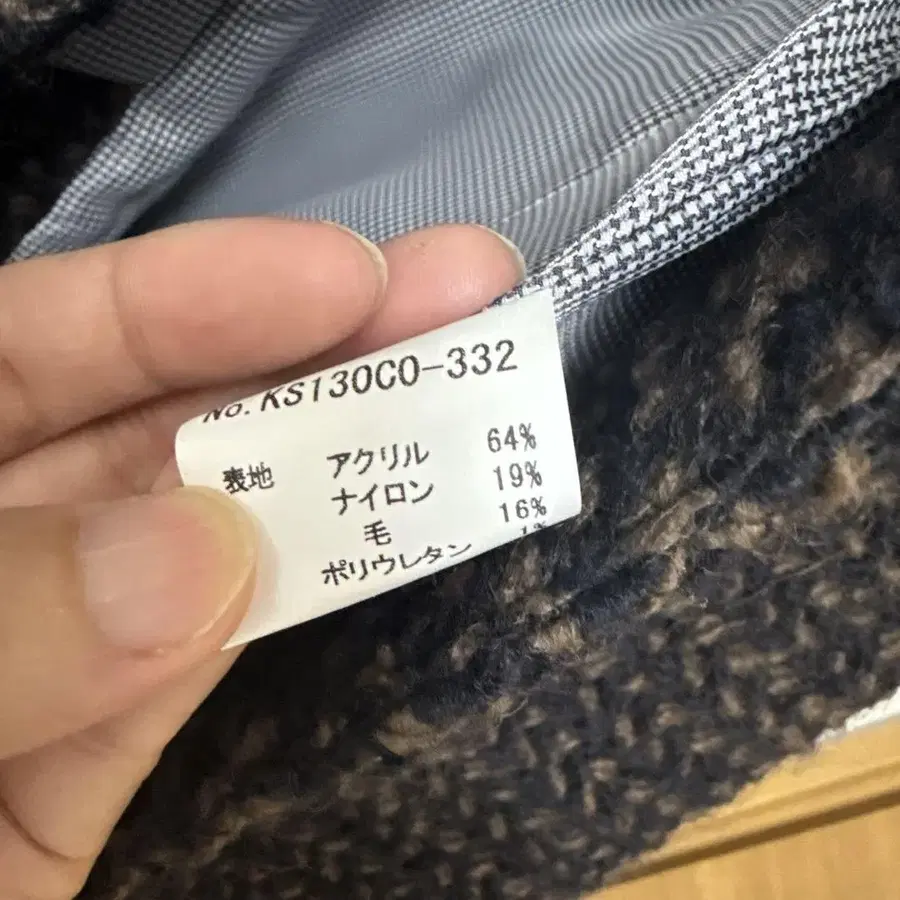 No. KS130C0-332
表地 アクリル 64%
ナイロン 19%
毛 16%
ポリウレタン 1%